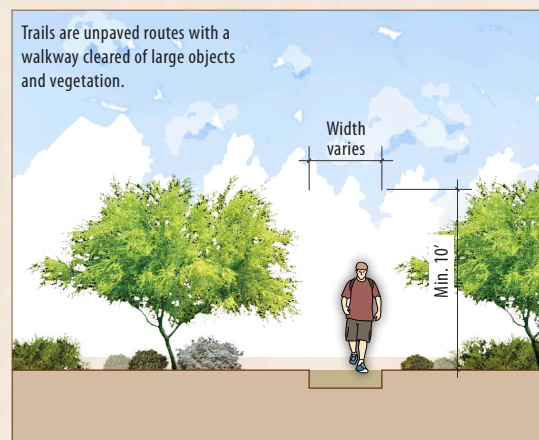 Trails are unpaved routes with a
walkway cleared of large objects
and vegetation.
Width
varies
Min. 10’